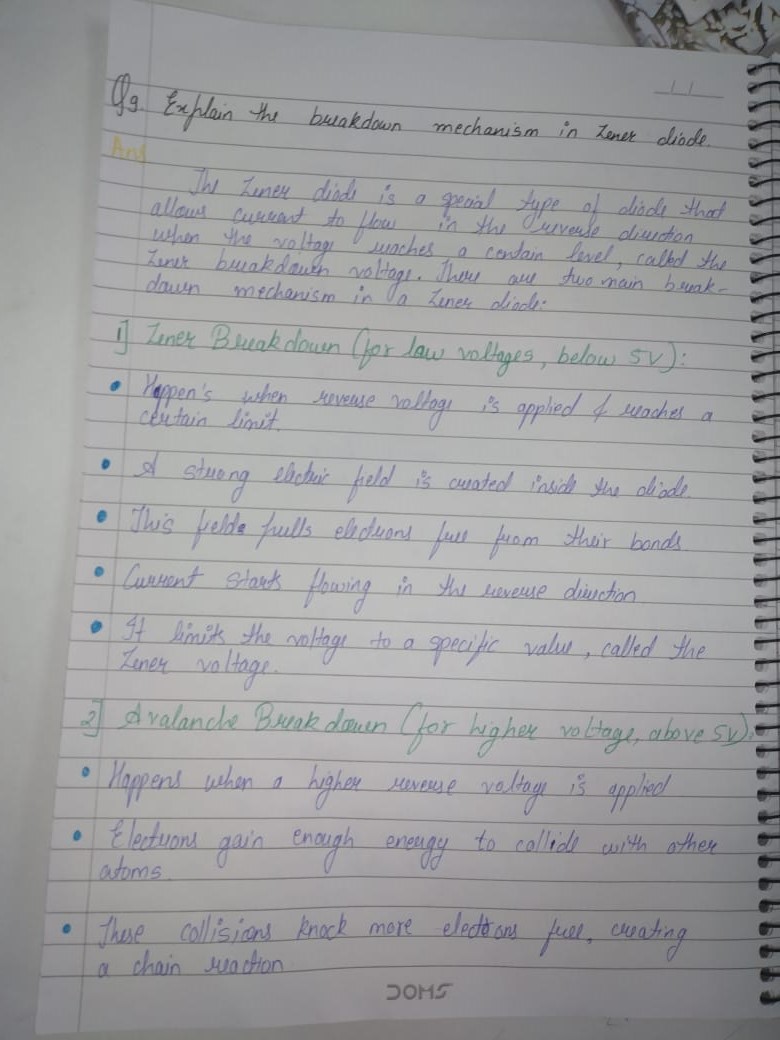 Q9. Explain the breakdown mechanism in Zener diode.
Ans
The Zener diode is a special type of diode that
allows current to flow in the reverse direction
when the voltage reaches a certain level, called the
Zener breakdown voltage. There are two main break-
down mechanism in a Zener diode:
1] Zener Breakdown (for low voltages, below 5V):
• Happen's when reverse voltage is applied & reaches a
certain limit.
• A strong electric field is created inside the diode.
• This field pulls electrons free from their bonds
• Current starts flowing in the reverse direction
• It limits the voltage to a specific value, called the
Zener voltage.
2] Avalanche Breakdown (for higher voltage, above 5V):
• Happens when a higher reverse voltage is applied
• Electrons gain enough energy to collide with other
atoms.
• These collisions knock more electrons free, creating
a chain reaction
DOMS